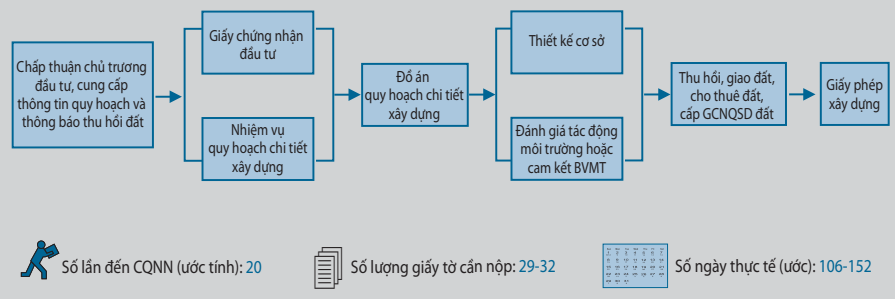 Chấp thuận chủ trương
đầu tư, cung cấp
thông tin quy hoạch và
thông báo thu hồi đất
Giấy chứng nhận
đầu tư
Nhiệm vụ
quy hoạch chi tiết
xây dựng
Đồ án
quy hoạch chi tiết
xây dựng
Thiết kế cơ sở
Đánh giá tác động
môi trường hoặc
cam kết BVMT
Thu hồi, giao đất,
cho thuê đất,
cấp GCNQSD đất
Giấy phép
xây dựng
Số lần đến CQNN (ước tính): 20
Số lượng giấy tờ cần nộp: 29-32
Số ngày thực tế (ước): 106-152